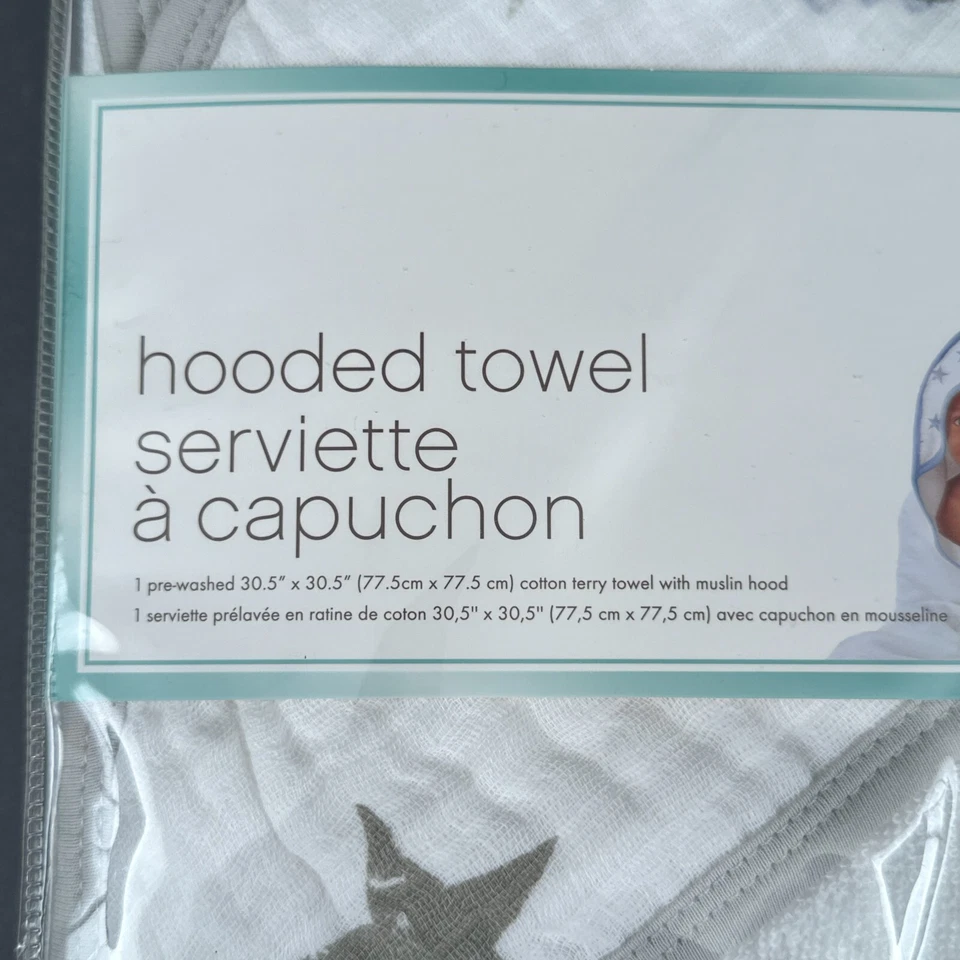 hooded towel
serviette
à capuchon
1 pre-washed 30.5″ x 30.5″ (77.5cm x 77.5 cm) cotton terry towel with muslin hood
1 serviette prélavée en ratine de coton 30,5'' x 30,5'' (77,5 cm x 77,5 cm) avec capuchon en mousseline